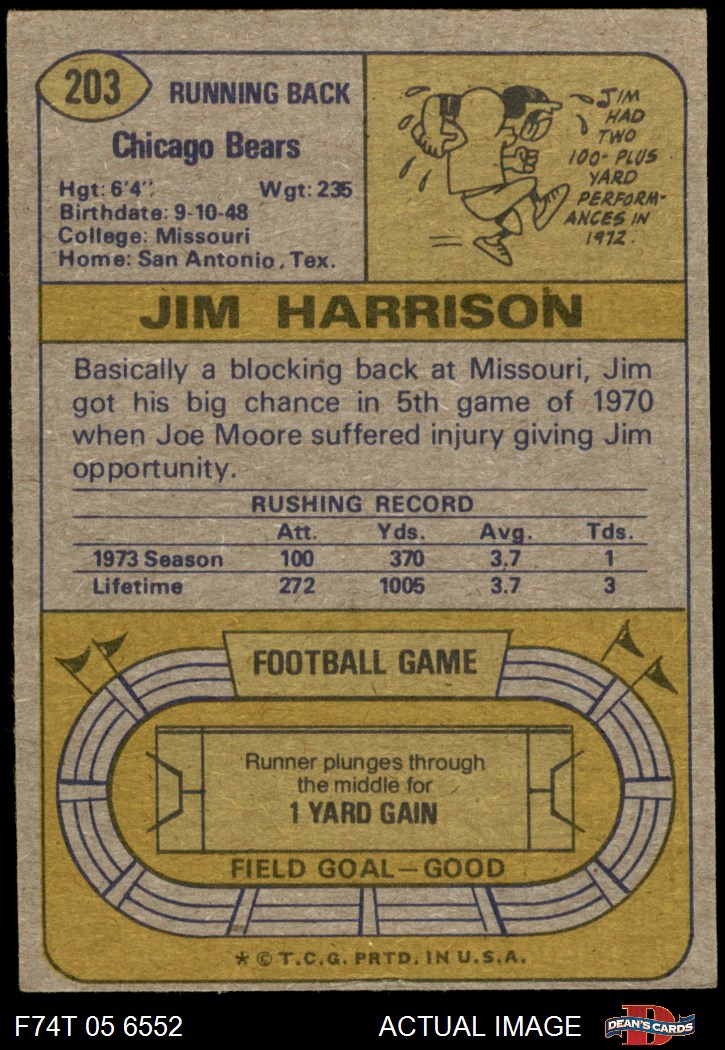 203
RUNNING BACK
Chicago Bears
Hgt: 6'4" Wgt: 235
Birthdate: 9-10-48
College: Missouri
Home: San Antonio, Tex.
JIM
HAD
TWO
100-PLUS
YARD
PERFORM-
ANCES IN
1972.
JIM HARRISON
Basically a blocking back at Missouri, Jim
got his big chance in 5th game of 1970
when Joe Moore suffered injury giving Jim
opportunity.
RUSHING RECORD
Att. Yds. Avg. Tds.
1973 Season 100 370 3.7 1
Lifetime 272 1005 3.7 3
FOOTBALL GAME
Runner plunges through
the middle for
1 YARD GAIN
FIELD GOAL—GOOD
* © T.C.G. PRTD. IN U.S.A.
F74T 05 6552 ACTUAL IMAGE
D
DEAN'S CARDS